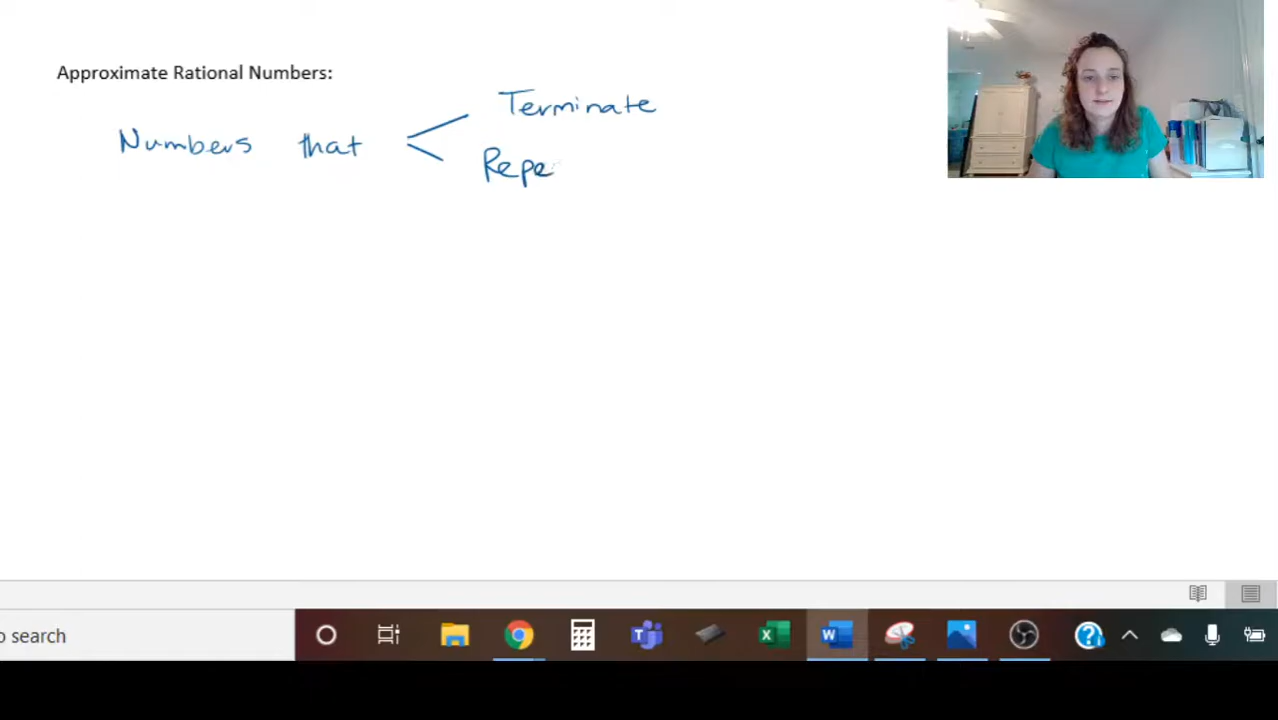 Approximate Rational Numbers:
Terminate
Numbers that
Repe
o search